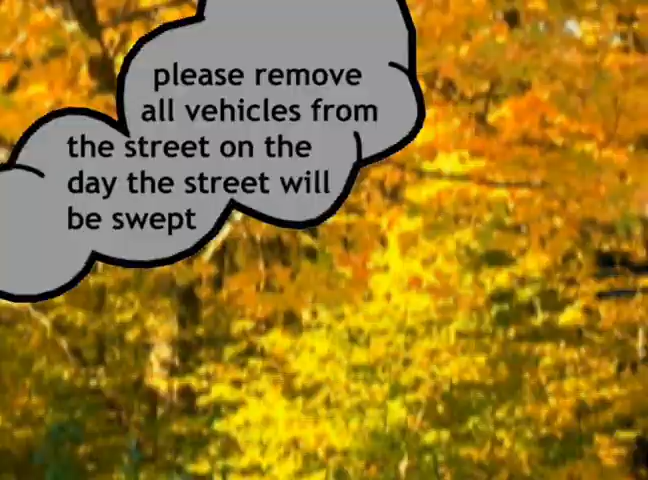 please remove
all vehicles from
the street on the
day the street will
be swept